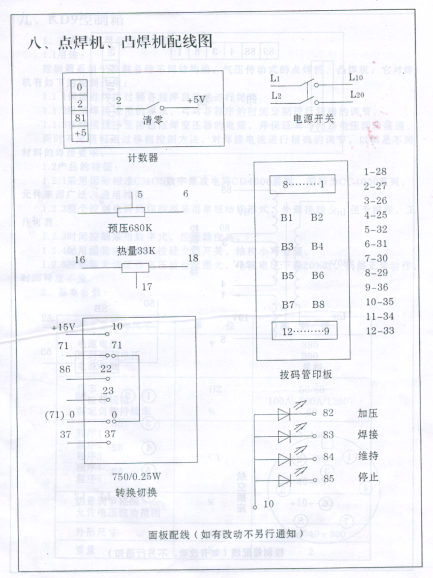 八、点焊机、凸焊机配线图
0
2
81
+5
2
+5V
清零
计数器
L1 L10
L2 L20
电源开关
5 6
预压680K
热量33K
16 18
17
8………1
B1 B2
B3 B4
B5 B6
B7 B8
12………9
拔码管印板
1-28
2-27
3-26
4-25
5-32
6-31
7-30
8-29
9-36
10-35
11-34
12-33
+15V 10
71 71
86 22
23
(71) 0 0
37 37
750/0.25W
转换切换
82 加压
83 焊接
84 维持
85 停止
10
面板配线(如有改动不另行通知)